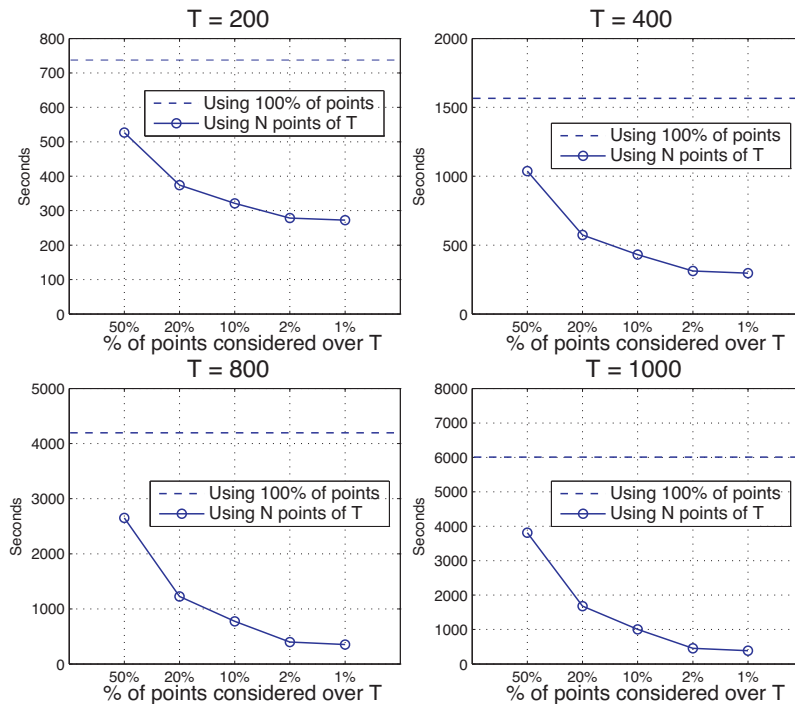 T = 200
800
700
600
500
400
300
200
100
0
Seconds
Using 100% of points
Using N points of T
50% 20% 10% 2% 1%
% of points considered over T
T = 400
2000
1500
1000
500
0
Seconds
Using 100% of points
Using N points of T
50% 20% 10% 2% 1%
% of points considered over T
T = 800
5000
4000
3000
2000
1000
0
Seconds
Using 100% of points
Using N points of T
50% 20% 10% 2% 1%
% of points considered over T
T = 1000
8000
7000
6000
5000
4000
3000
2000
1000
0
Seconds
Using 100% of points
Using N points of T
50% 20% 10% 2% 1%
% of points considered over T